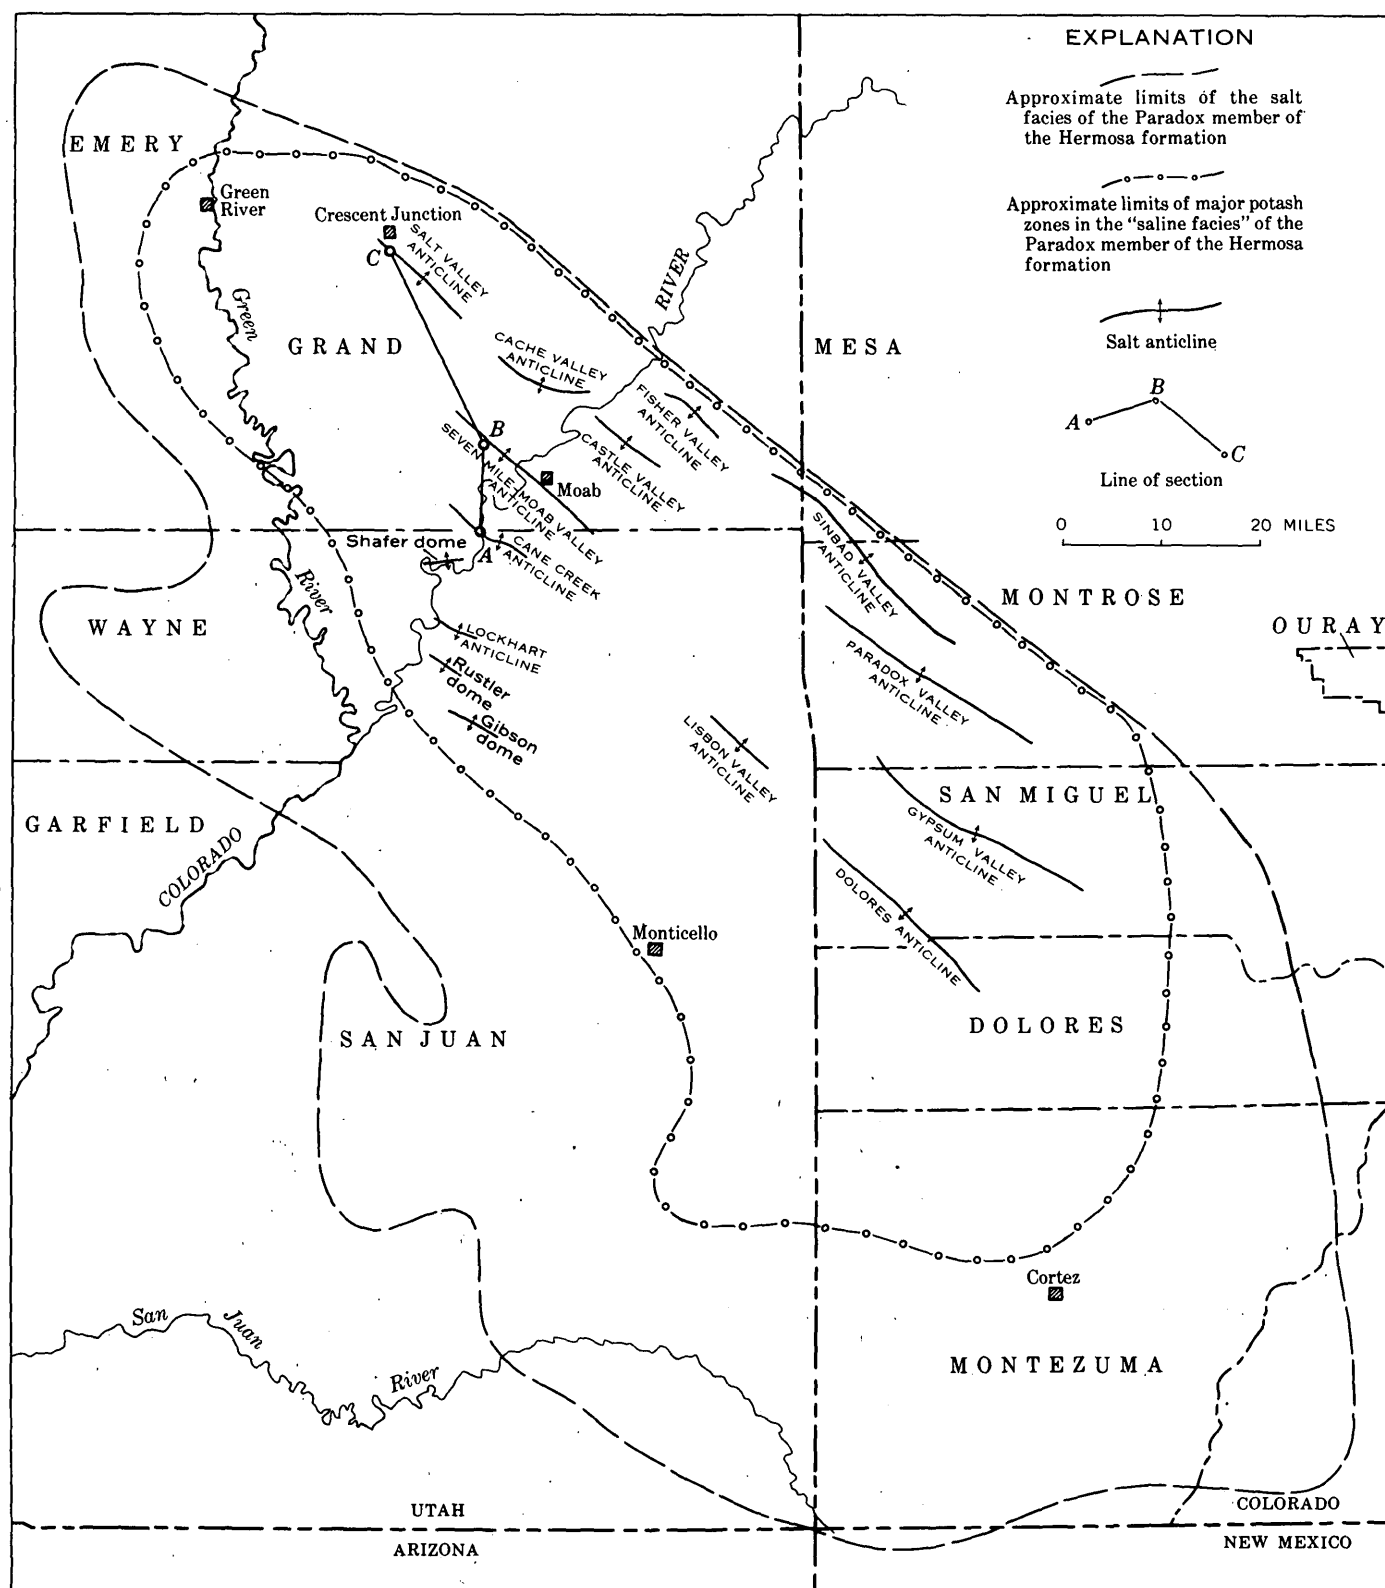 EXPLANATION
Approximate limits of the salt
facies of the Paradox member of
the Hermosa formation
Approximate limits of major potash
zones in the "saline facies" of the
Paradox member of the Hermosa
formation
Salt anticline
A
B
C
Line of section
0 10 20 MILES
EMERY
Green
River
Crescent Junction
C
SALT VALLEY
ANTICLINE
RIVER
Green
GRAND
MESA
CACHE VALLEY
ANTICLINE
FISHER VALLEY
ANTICLINE
B
SEVEN MILE-MOAB VALLEY
ANTICLINE
CASTLE VALLEY
ANTICLINE
Moab
Shafer dome
A
CANE CREEK
ANTICLINE
SINBAD VALLEY
ANTICLINE
River
MONTROSE
OURAY
WAYNE
LOCKHART
ANTICLINE
Rustler
dome
Gibson
dome
PARADOX VALLEY
ANTICLINE
LISBON VALLEY
ANTICLINE
SAN MIGUEL
GARFIELD
COLORADO
GYPSUM VALLEY
ANTICLINE
DOLORES ANTICLINE
Monticello
SAN JUAN
DOLORES
Cortez
San
Juan
River
MONTEZUMA
UTAH
COLORADO
ARIZONA
NEW MEXICO